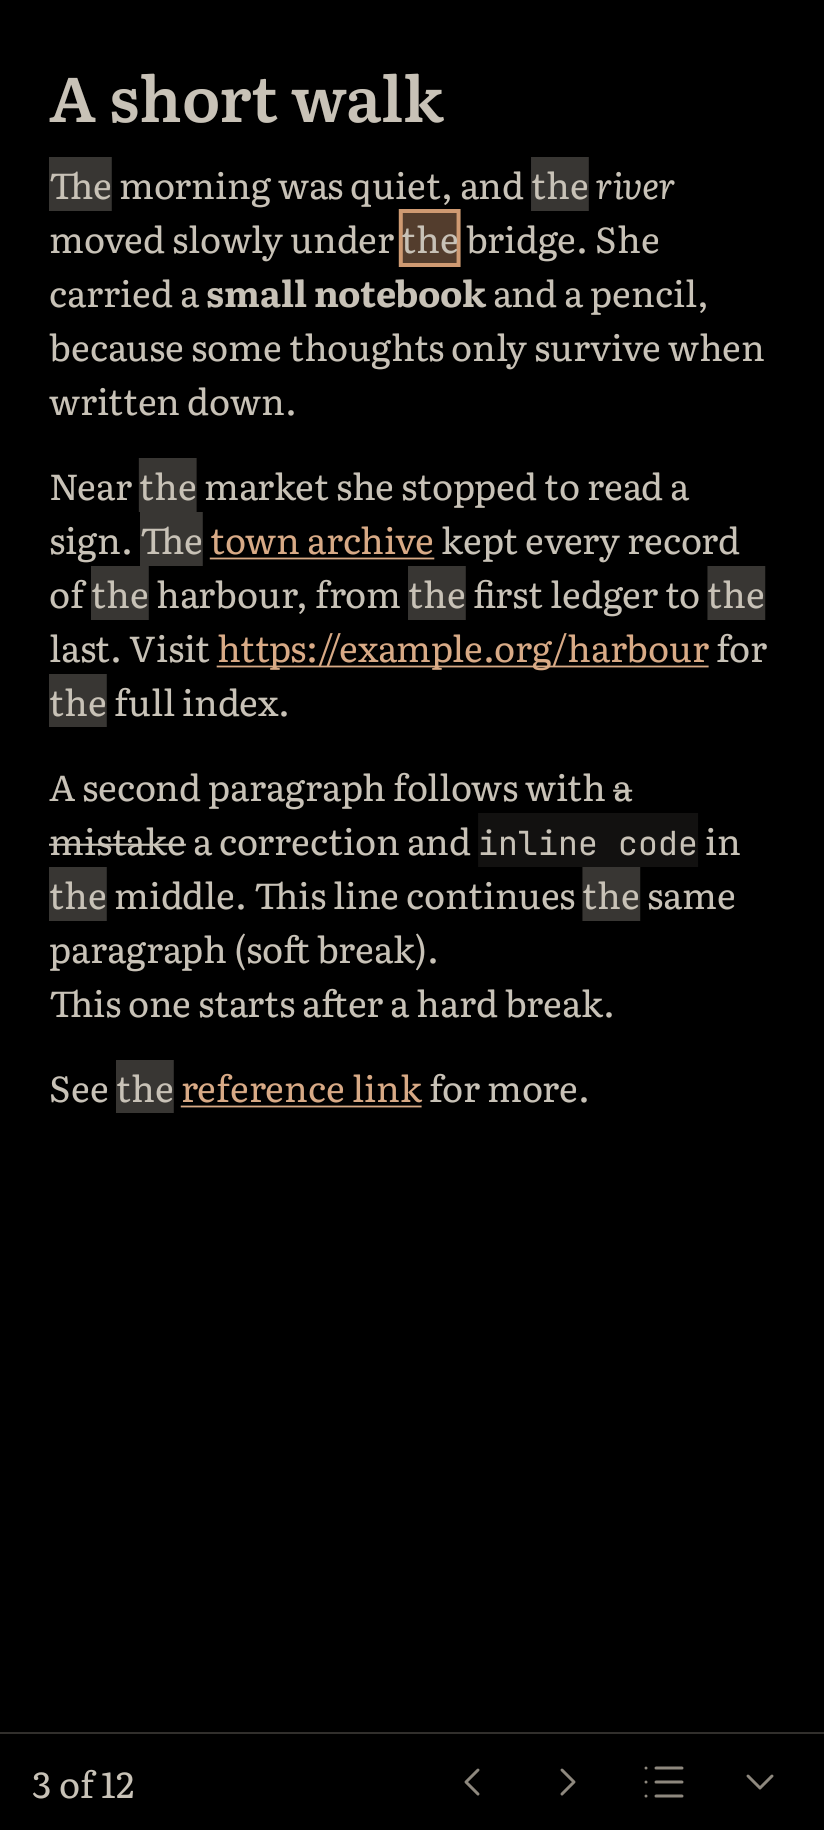 A short walk
The morning was quiet, and the river
moved slowly under the bridge. She
carried a small notebook and a pencil,
because some thoughts only survive when
written down.
Near the market she stopped to read a
sign. The town archive kept every record
of the harbour, from the first ledger to the
last. Visit https://example.org/harbour for
the full index.
A second paragraph follows with a
mistake a correction and inline code in
the middle. This line continues the same
paragraph (soft break).
This one starts after a hard break.
See the reference link for more.
3 of 12